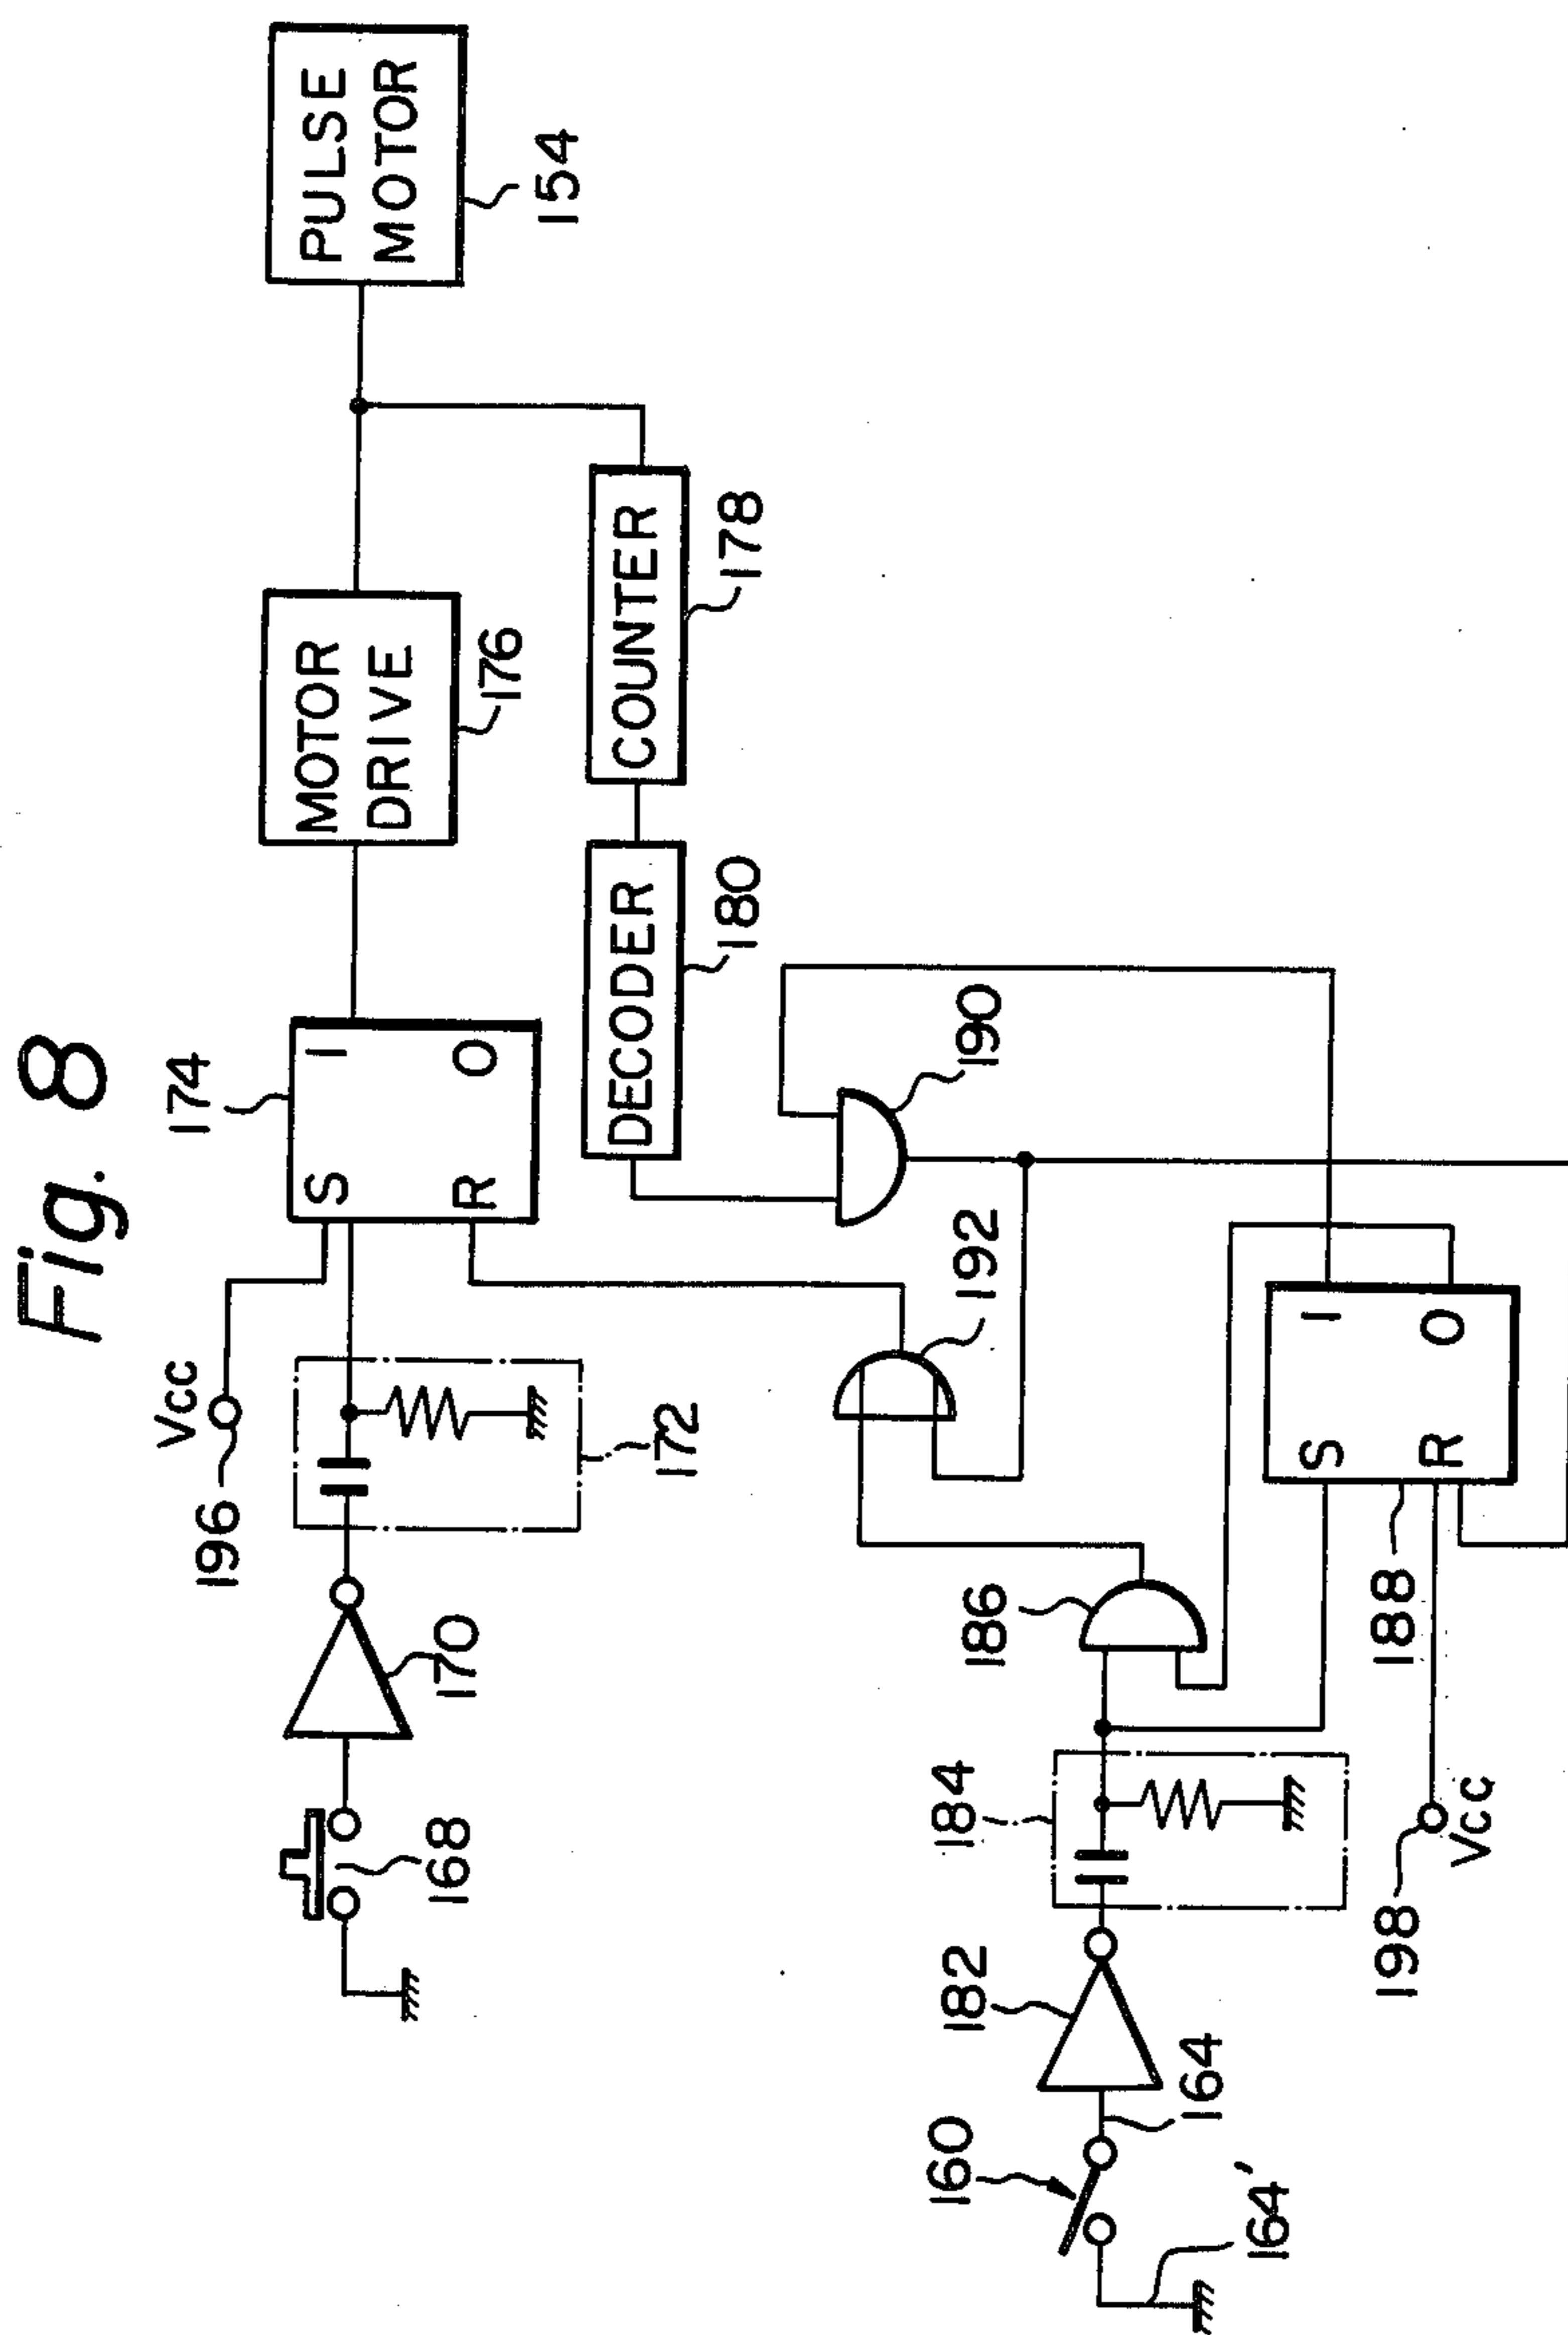 Fig. 8
196
Vcc
174
168
170
172
S
R
I
O
MOTOR
DRIVE
176
PULSE
MOTOR
154
DECODER
180
COUNTER
178
192
190
160
164'
164
182
184
186
188
198
Vcc
S
R
I
O